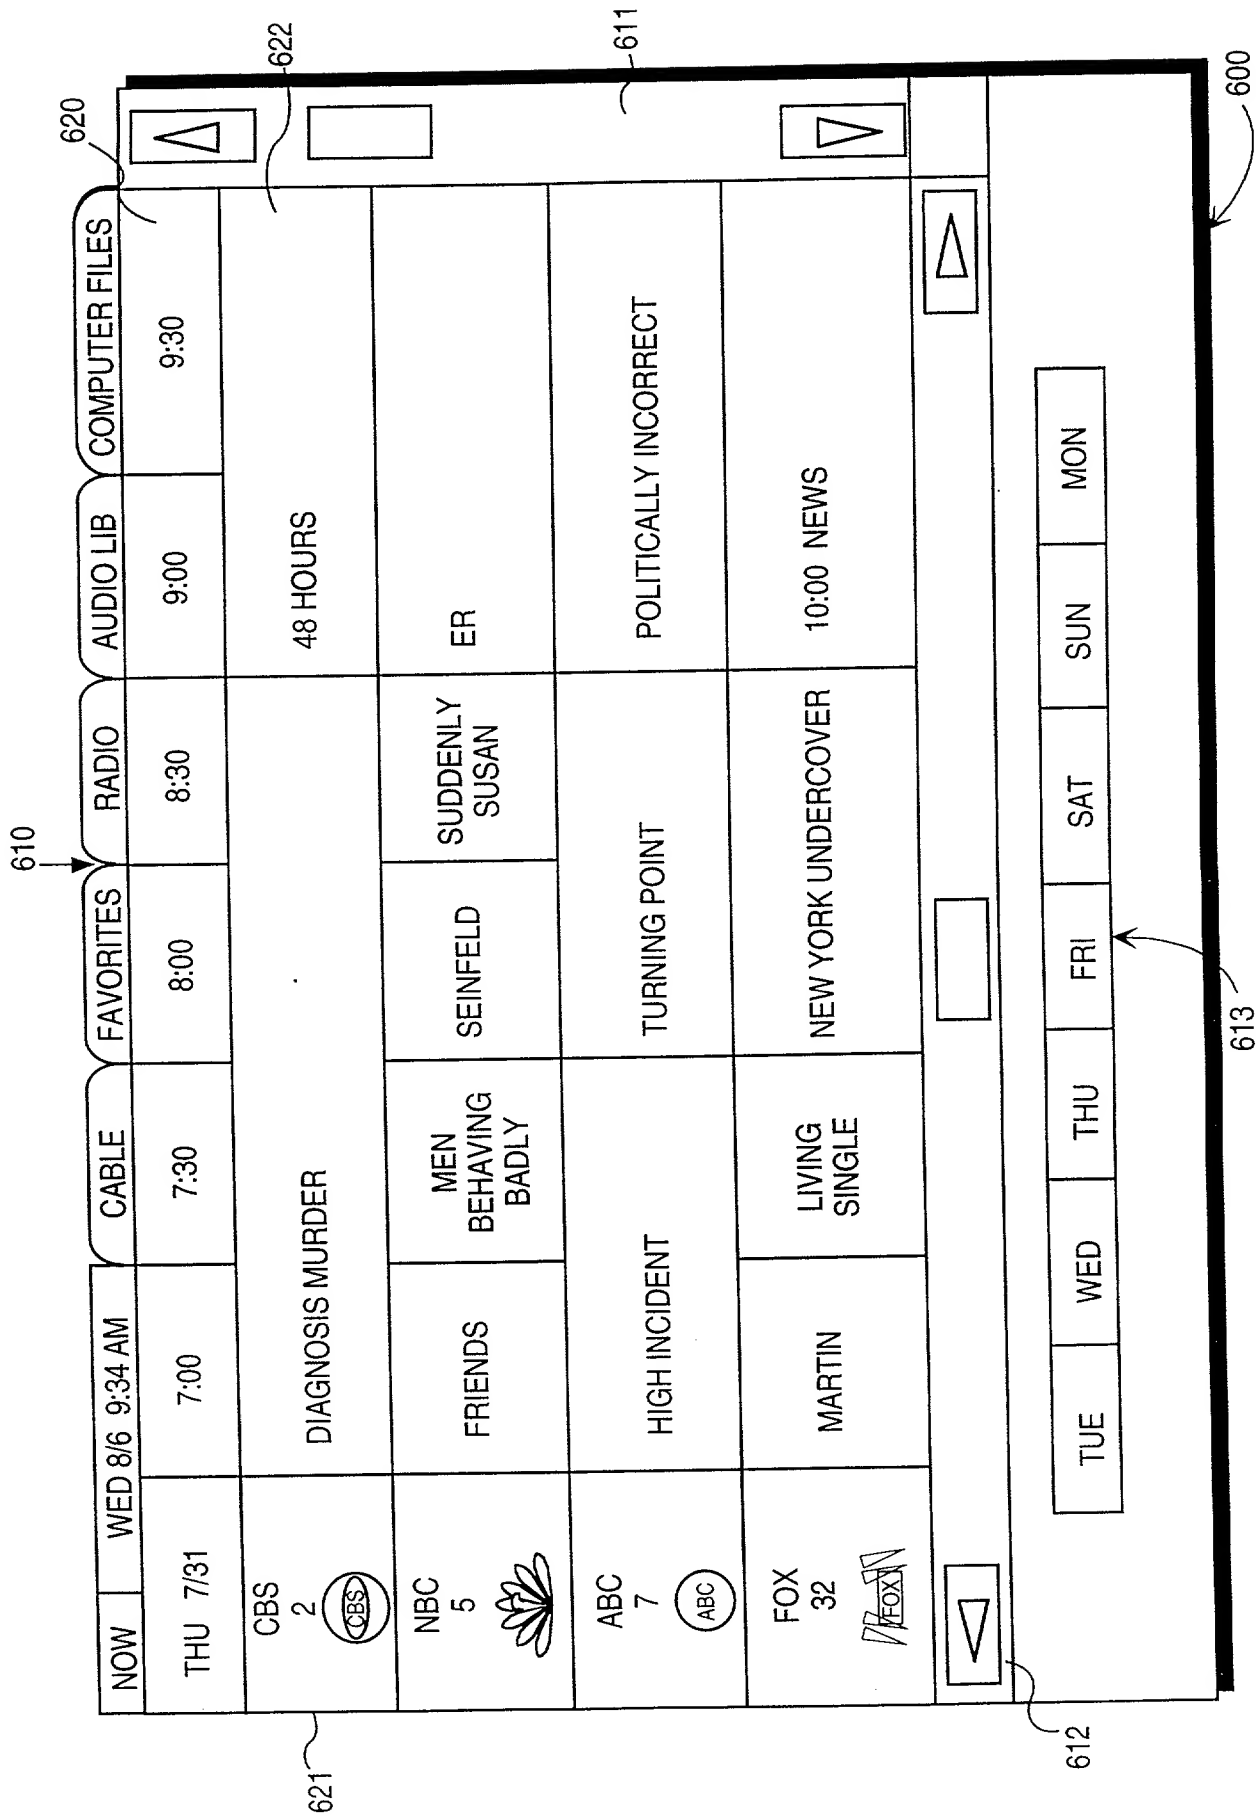 610
620
622
NOW WED 8/6 9:34 AM CABLE FAVORITES RADIO AUDIO LIB COMPUTER FILES
THU 7/31 7:00 7:30 8:00 8:30 9:00 9:30
621
CBS
2
CBS
DIAGNOSIS MURDER
48 HOURS
NBC
5
FRIENDS
MEN
BEHAVING
BADLY
SEINFELD
SUDDENLY
SUSAN
ER
ABC
7
ABC
HIGH INCIDENT
TURNING POINT
POLITICALLY INCORRECT
611
FOX
32
FOX
MARTIN
LIVING
SINGLE
NEW YORK UNDERCOVER
10:00 NEWS
612
TUE WED THU FRI SAT SUN MON
613
600